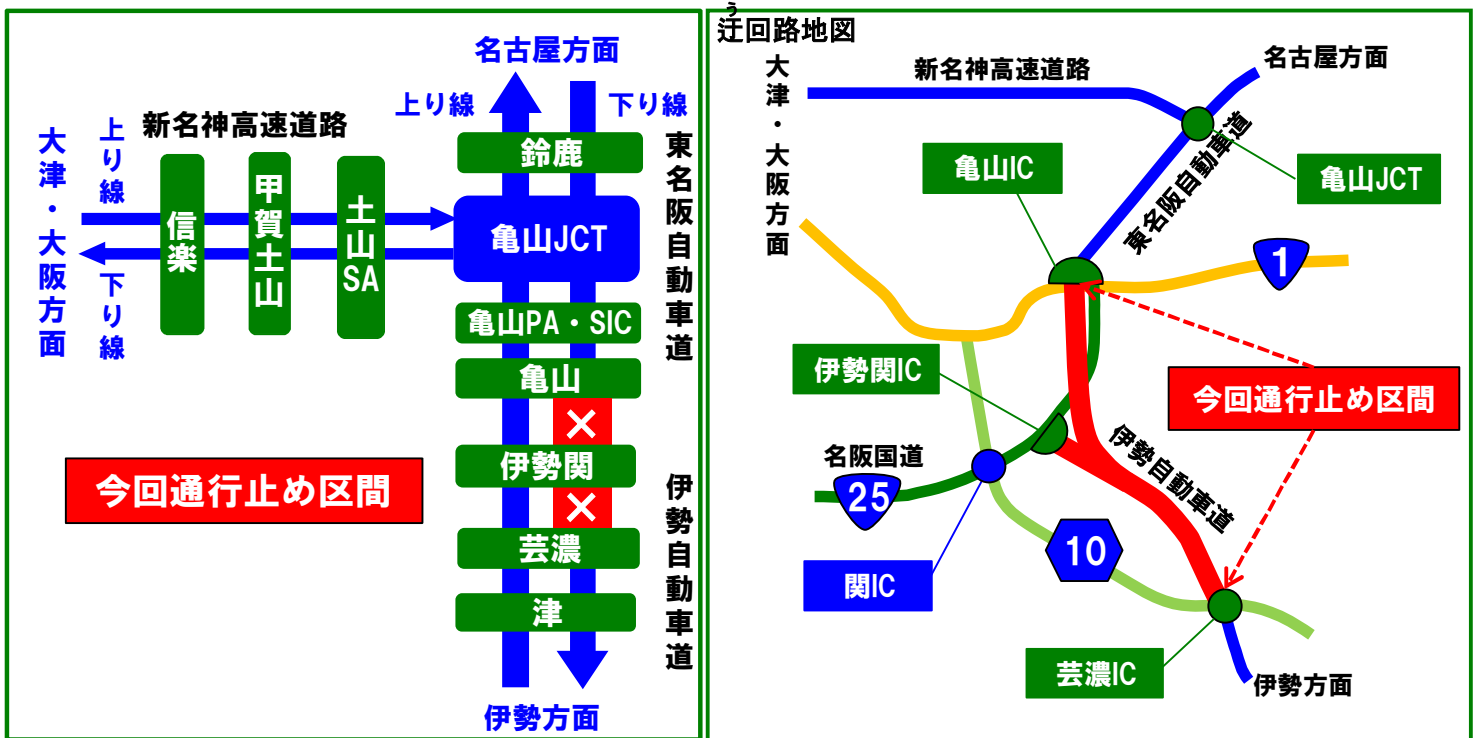 名古屋方面
上り線
下り線
新名神高速道路
大津・大阪方面
上り線
下り線
信楽
甲賀土山
土山SA
鈴鹿
亀山JCT
亀山PA・SIC
亀山
×
伊勢関
×
芸濃
津
東名阪自動車道
伊勢自動車道
今回通行止め区間
伊勢方面
う
迂回路地図
大津・大阪方面
新名神高速道路
名古屋方面
亀山IC
亀山JCT
東名阪自動車道
1
伊勢関IC
今回通行止め区間
名阪国道
25
伊勢自動車道
関IC
10
芸濃IC
伊勢方面